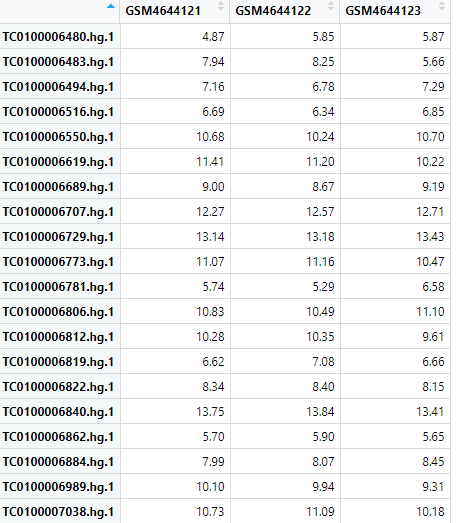 GSM4644121 GSM4644122 GSM4644123
TC0100006480.hg.1 4.87 5.85 5.87
TC0100006483.hg.1 7.94 8.25 5.66
TC0100006494.hg.1 7.16 6.78 7.29
TC0100006516.hg.1 6.69 6.34 6.85
TC0100006550.hg.1 10.68 10.24 10.70
TC0100006619.hg.1 11.41 11.20 10.22
TC0100006689.hg.1 9.00 8.67 9.19
TC0100006707.hg.1 12.27 12.57 12.71
TC0100006729.hg.1 13.14 13.18 13.43
TC0100006773.hg.1 11.07 11.16 10.47
TC0100006781.hg.1 5.74 5.29 6.58
TC0100006806.hg.1 10.83 10.49 11.10
TC0100006812.hg.1 10.28 10.35 9.61
TC0100006819.hg.1 6.62 7.08 6.66
TC0100006822.hg.1 8.34 8.40 8.15
TC0100006840.hg.1 13.75 13.84 13.41
TC0100006862.hg.1 5.70 5.90 5.65
TC0100006884.hg.1 7.99 8.07 8.45
TC0100006989.hg.1 10.10 9.94 9.31
TC0100007038.hg.1 10.73 11.09 10.18